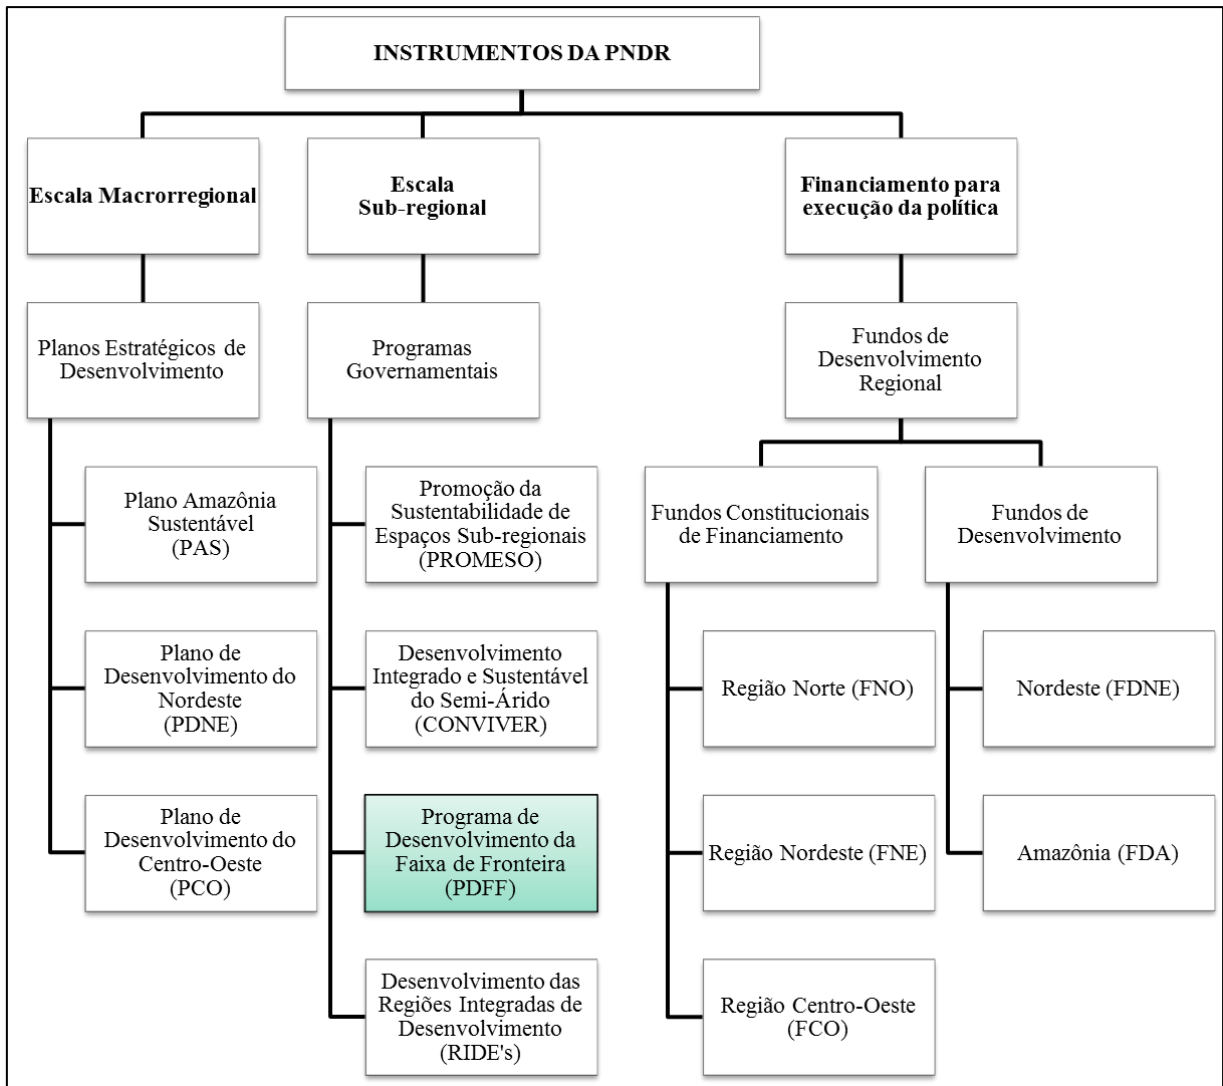 INSTRUMENTOS DA PNDR
Escala Macrorregional
Escala
Sub-regional
Financiamento para
execução da política
Planos Estratégicos de
Desenvolvimento
Programas
Governamentais
Fundos de
Desenvolvimento
Regional
Plano Amazônia
Sustentável
(PAS)
Promoção da
Sustentabilidade de
Espaços Sub-regionais
(PROMESO)
Fundos Constitucionais
de Financiamento
Fundos de
Desenvolvimento
Plano de
Desenvolvimento do
Nordeste
(PDNE)
Desenvolvimento
Integrado e Sustentável
do Semi-Árido
(CONVIVER)
Região Norte (FNO)
Nordeste (FDNE)
Plano de
Desenvolvimento do
Centro-Oeste
(PCO)
Programa de
Desenvolvimento da
Faixa de Fronteira
(PDFF)
Região Nordeste (FNE)
Amazônia (FDA)
Desenvolvimento das
Regiões Integradas de
Desenvolvimento
(RIDE's)
Região Centro-Oeste
(FCO)